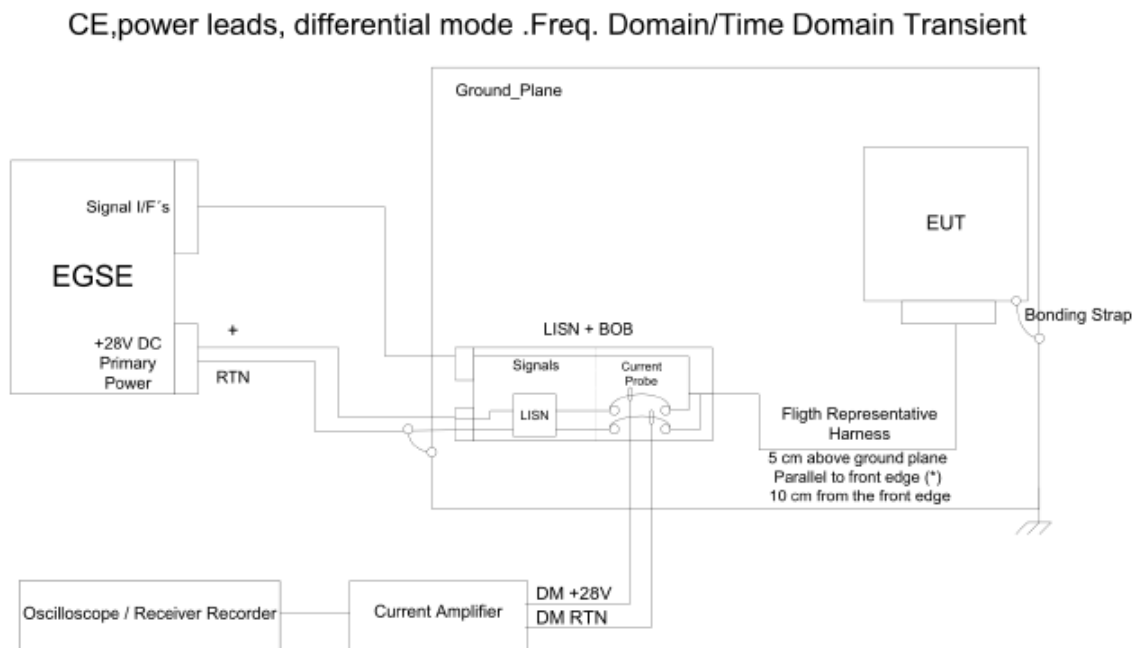 CE,power leads, differential mode .Freq. Domain/Time Domain Transient
Ground_Plane
Signal I/F´s
EGSE
+28V DC
Primary
Power
+
RTN
LISN + BOB
Signals
Current
Probe
LISN
EUT
Bonding Strap
Fligth Representative
Harness
5 cm above ground plane
Parallel to front edge (*)
10 cm from the front edge
Oscilloscope / Receiver Recorder
Current Amplifier
DM +28V
DM RTN